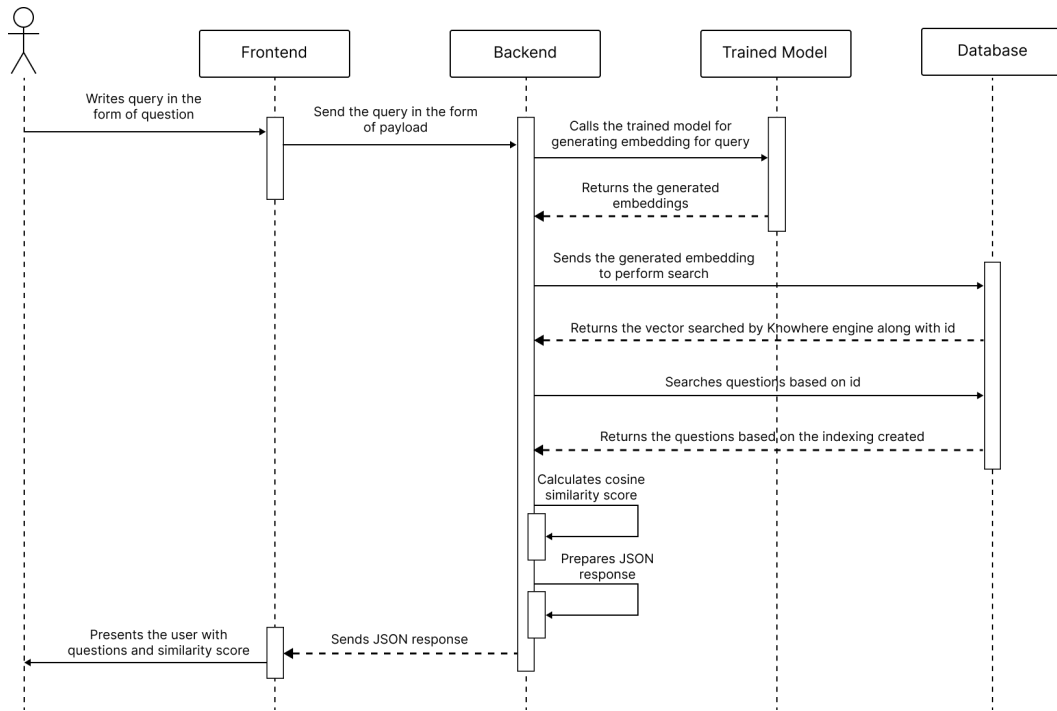 Frontend
Backend
Trained Model
Database
Writes query in the
form of question
Send the query in the form
of payload
Calls the trained model for
generating embedding for query
Returns the generated
embeddings
Sends the generated embedding
to perform search
Returns the vector searched by Knowhere engine along with id
Searches questions based on id
Returns the questions based on the indexing created
Calculates cosine
similarity score
Prepares JSON
response
Sends JSON response
Presents the user with
questions and similarity score